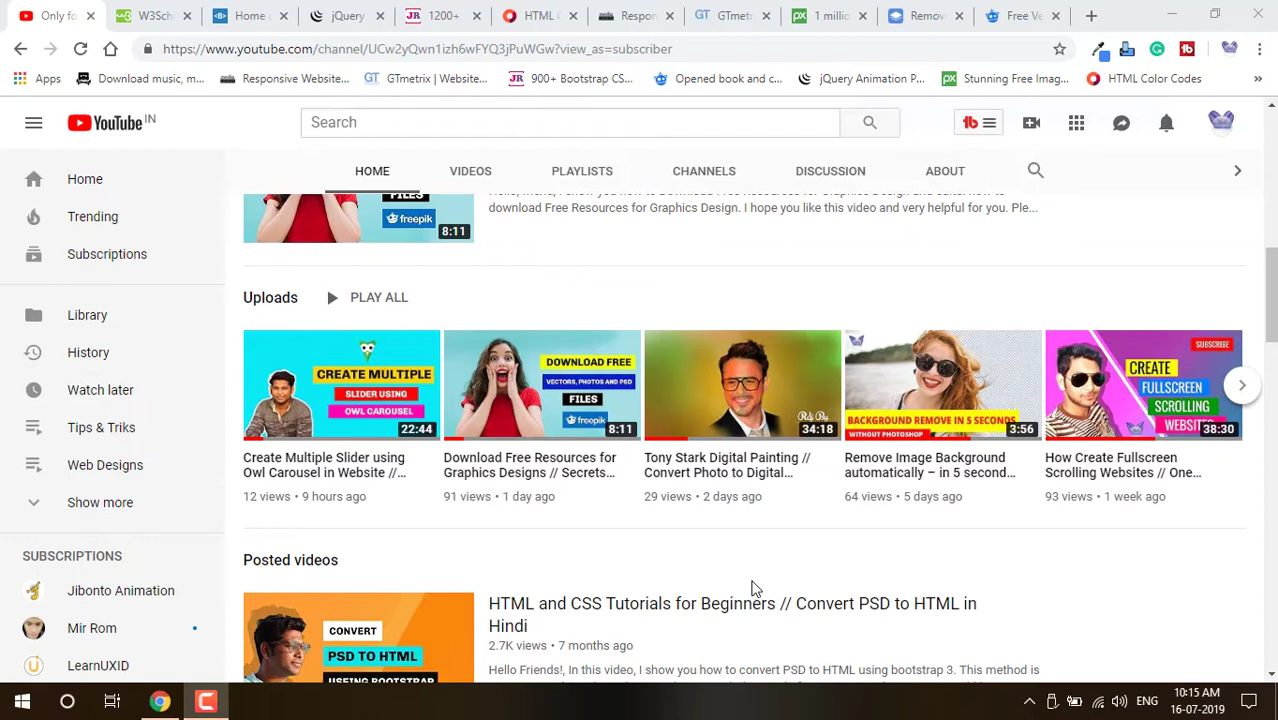 Only fo
W3Sch
Home
jQuery
1200+
HTML
Respon
GTmetr
1 millio
Remov
Free Ve
https://www.youtube.com/channel/UCw2yQwn1izh6wFYQ3jPuWGw?view_as=subscriber
Apps
Download music, m...
Responsive Website...
GTmetrix | Website...
900+ Bootstrap CS...
Opened book and c...
jQuery Animation P...
Stunning Free Imag...
HTML Color Codes
YouTube IN
Search
HOME
VIDEOS
PLAYLISTS
CHANNELS
DISCUSSION
ABOUT
Home
Trending
Subscriptions
Library
History
Watch later
Tips & Triks
Web Designs
Show more
SUBSCRIPTIONS
Jibonto Animation
Mir Rom
LearnUXID
FILES
freepik
8:11
download Free Resources for Graphics Design. I hope you like this video and very helpful for you. Ple...
Uploads
PLAY ALL
CREATE MULTIPLE
SLIDER USING
OWL CAROUSEL
22:44
Create Multiple Slider using
Owl Carousel in Website //...
12 views • 9 hours ago
DOWNLOAD FREE
VECTORS, PHOTOS AND PSD
FILES
freepik
8:11
Download Free Resources for
Graphics Designs // Secrets...
91 views • 1 day ago
34:18
Tony Stark Digital Painting //
Convert Photo to Digital...
29 views • 2 days ago
BACKGROUND REMOVE IN 5 SECONDS
WITHOUT PHOTOSHOP
3:56
Remove Image Background
automatically – in 5 second...
64 views • 5 days ago
SUBSCRIBE
CREATE
FULLSCREEN
SCROLLING
WEBSITES
38:30
How Create Fullscreen
Scrolling Websites // One...
93 views • 1 week ago
Posted videos
CONVERT
PSD TO HTML
USEING BOOTSTRAP
HTML and CSS Tutorials for Beginners // Convert PSD to HTML in
Hindi
2.7K views • 7 months ago
Hello Friends!, In this video, I show you how to convert PSD to HTML using bootstrap 3. This method is
ENG
10:15 AM
16-07-2019